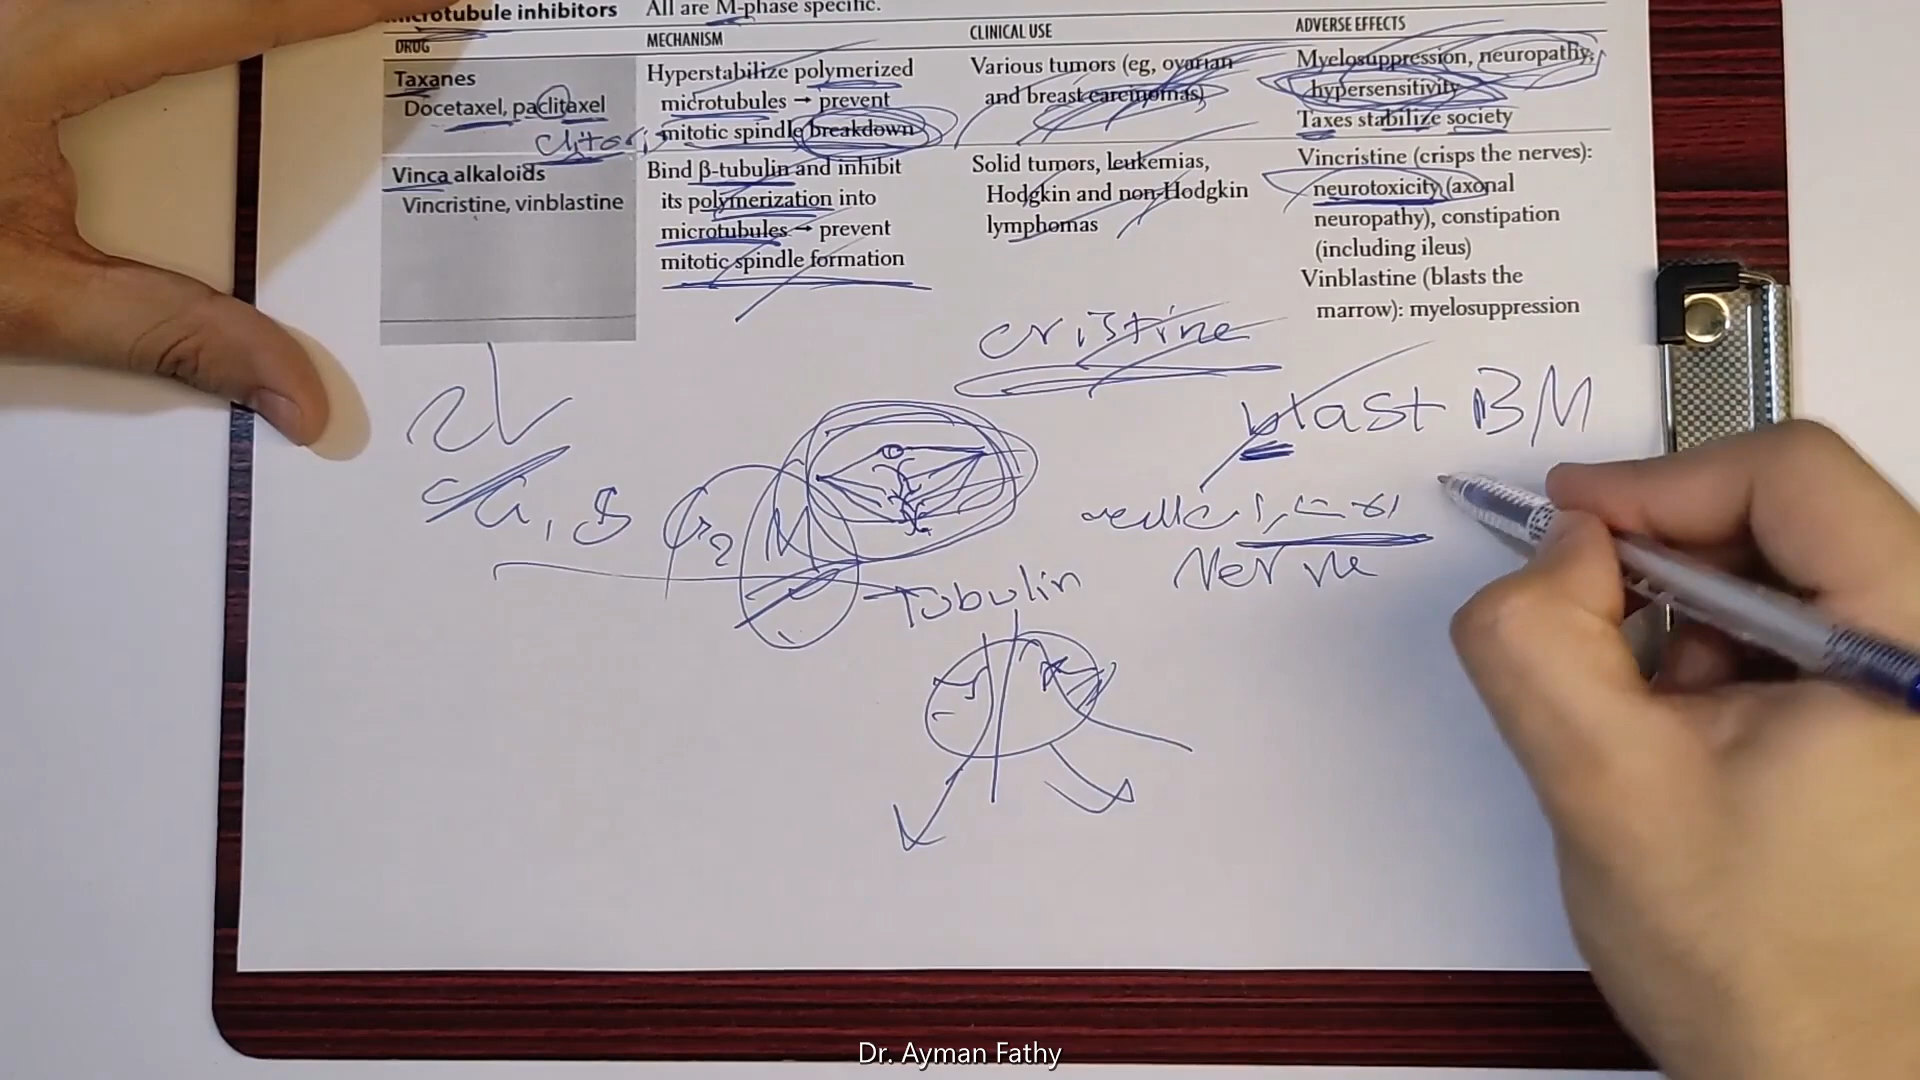 microtubule inhibitors All are M-phase specific.
DRUG MECHANISM CLINICAL USE ADVERSE EFFECTS
Taxanes
Docetaxel, paclitaxel
Hyperstabilize polymerized
microtubules → prevent
mitotic spindle breakdown
Various tumors (eg, ovarian
and breast carcinomas)
Myelosuppression, neuropathy,
hypersensitivity
Taxes stabilize society
Vinca alkaloids
Vincristine, vinblastine
Bind β-tubulin and inhibit
its polymerization into
microtubules → prevent
mitotic spindle formation
Solid tumors, leukemias,
Hodgkin and non-Hodgkin
lymphomas
Vincristine (crisps the nerves):
neurotoxicity (axonal
neuropathy), constipation
(including ileus)
Vinblastine (blasts the
marrow): myelosuppression
cristine
blast BM
G1 S G2 M
Nerve
Tubulin
Dr. Ayman Fathy